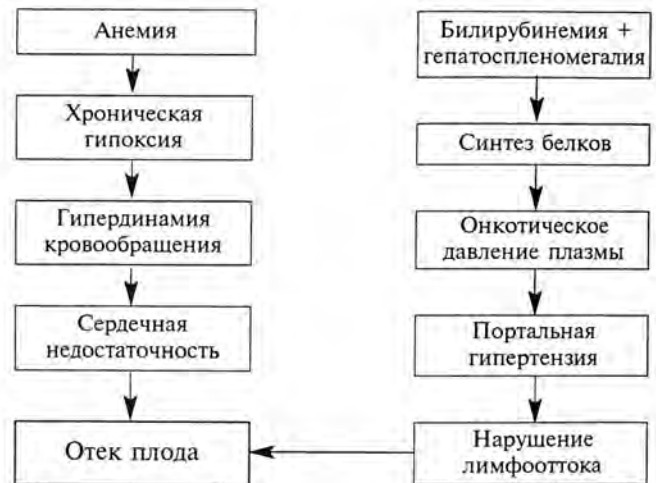 Анемия
Хроническая
гипоксия
Гипердинамия
кровообращения
Сердечная
недостаточность
Отек плода
Билирубинемия +
гепатоспленомегалия
Синтез белков
Онкотическое
давление плазмы
Портальная
гипертензия
Нарушение
лимфооттока